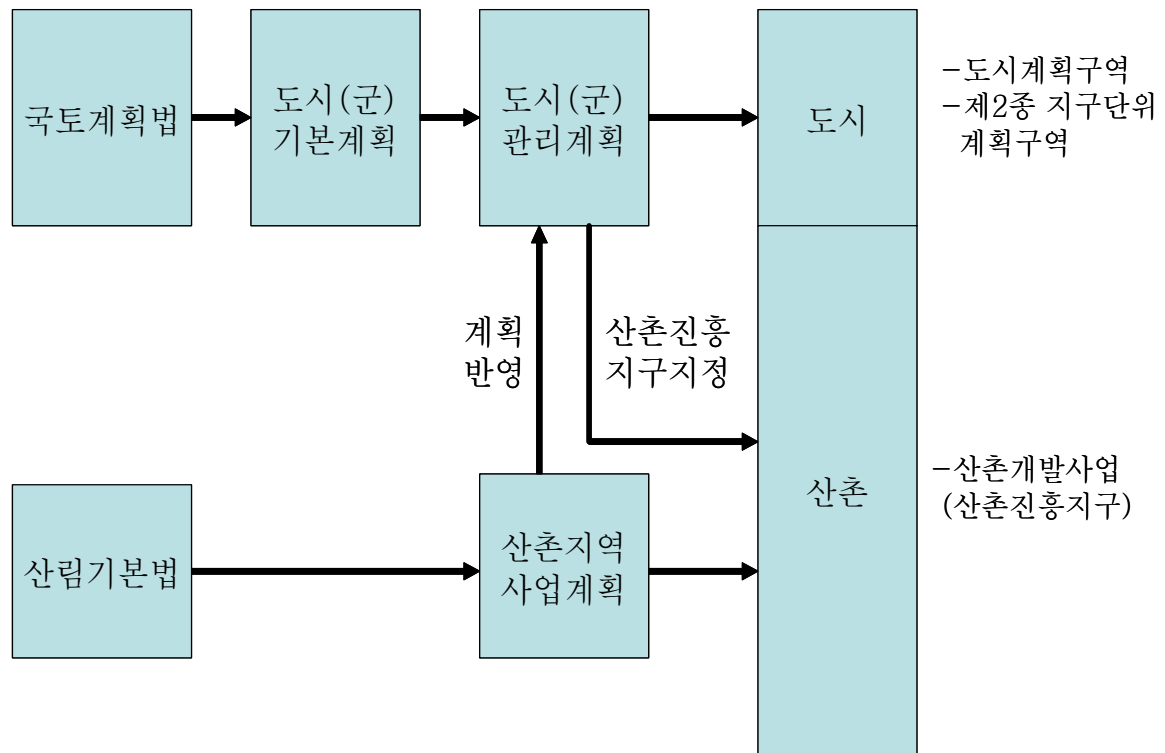 국토계획법
도시(군)
기본계획
도시(군)
관리계획
도시
-도시계획구역
-제2종 지구단위
계획구역
계획
반영
산촌진흥
지구지정
산림기본법
산촌지역
사업계획
산촌
-산촌개발사업
(산촌진흥지구)